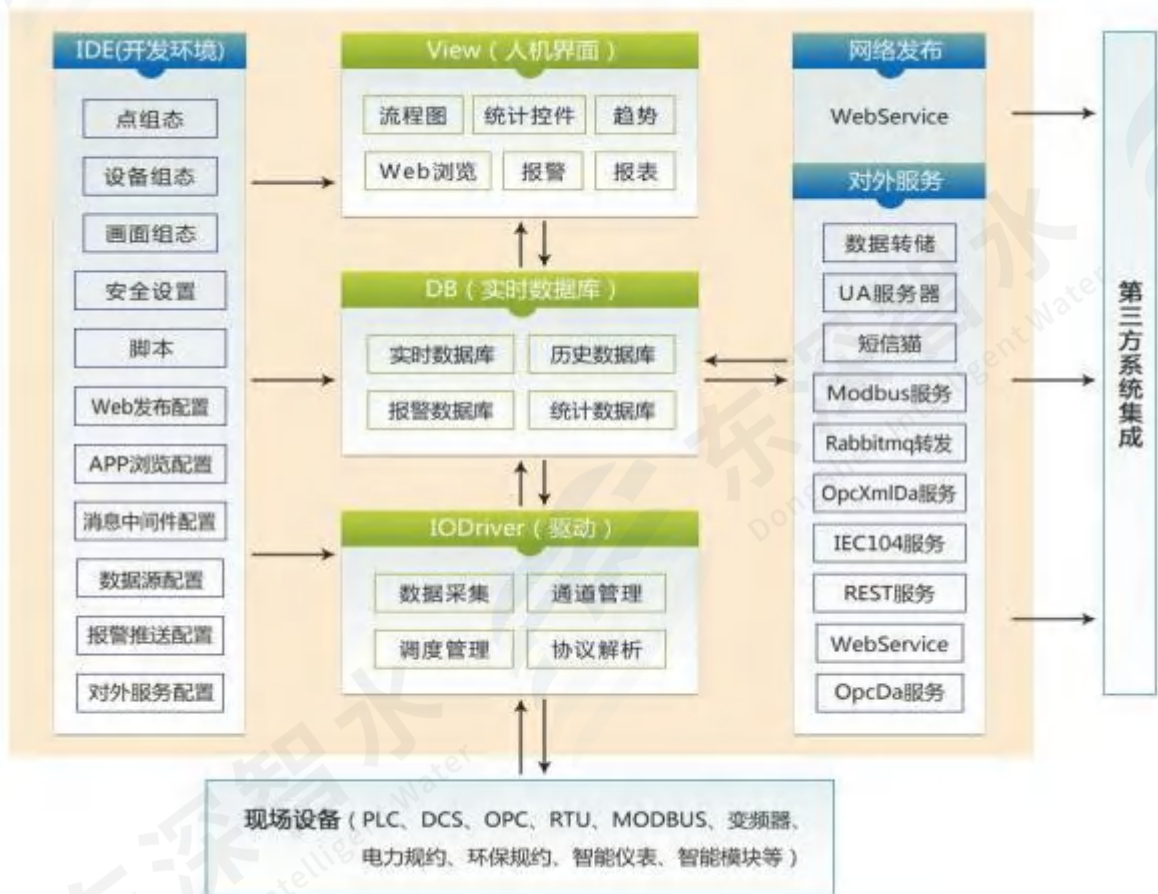 IDE(开发环境)
点组态
设备组态
画面组态
安全设置
脚本
Web发布配置
APP浏览配置
消息中间件配置
数据源配置
报警推送配置
对外服务配置
View（人机界面）
流程图 统计控件 趋势
Web浏览 报警 报表
DB（实时数据库）
实时数据库 历史数据库
报警数据库 统计数据库
IODriver（驱动）
数据采集 通道管理
调度管理 协议解析
网络发布
WebService
对外服务
数据转储
UA服务器
短信猫
Modbus服务
Rabbitmq转发
OpcXmlDa服务
IEC104服务
REST服务
WebService
OpcDa服务
第三方系统集成
现场设备（PLC、DCS、OPC、RTU、MODBUS、变频器、
电力规约、环保规约、智能仪表、智能模块等）
东深智水